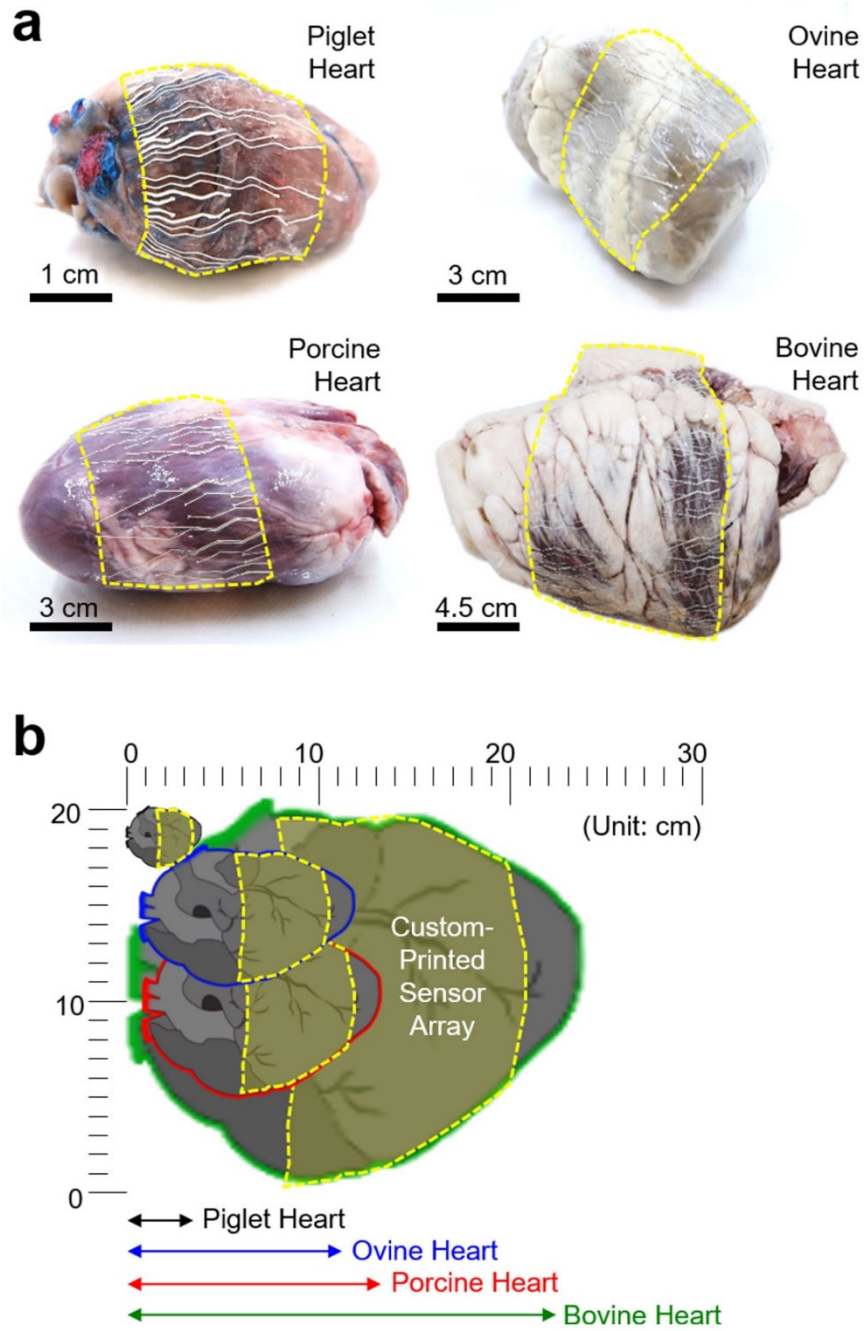 a
Piglet
Heart
Ovine
Heart
1 cm
3 cm
Porcine
Heart
Bovine
Heart
3 cm
4.5 cm
b
0 10 20 30
20
(Unit: cm)
Custom-
Printed
Sensor
Array
10
0
Piglet Heart
Ovine Heart
Porcine Heart
Bovine Heart